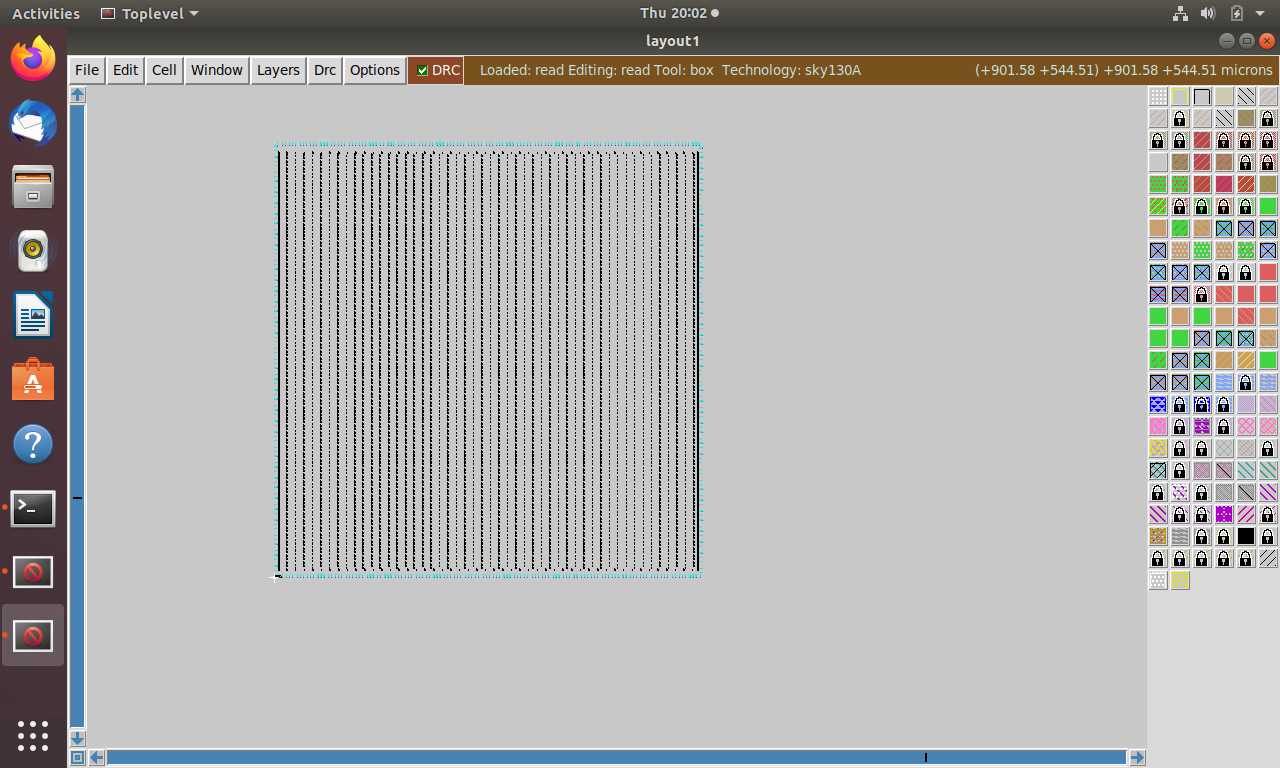 Activities Toplevel Thu 20:02
layout1
File Edit Cell Window Layers Drc Options DRC Loaded: read Editing: read Tool: box Technology: sky130A (+901.58 +544.51) +901.58 +544.51 microns